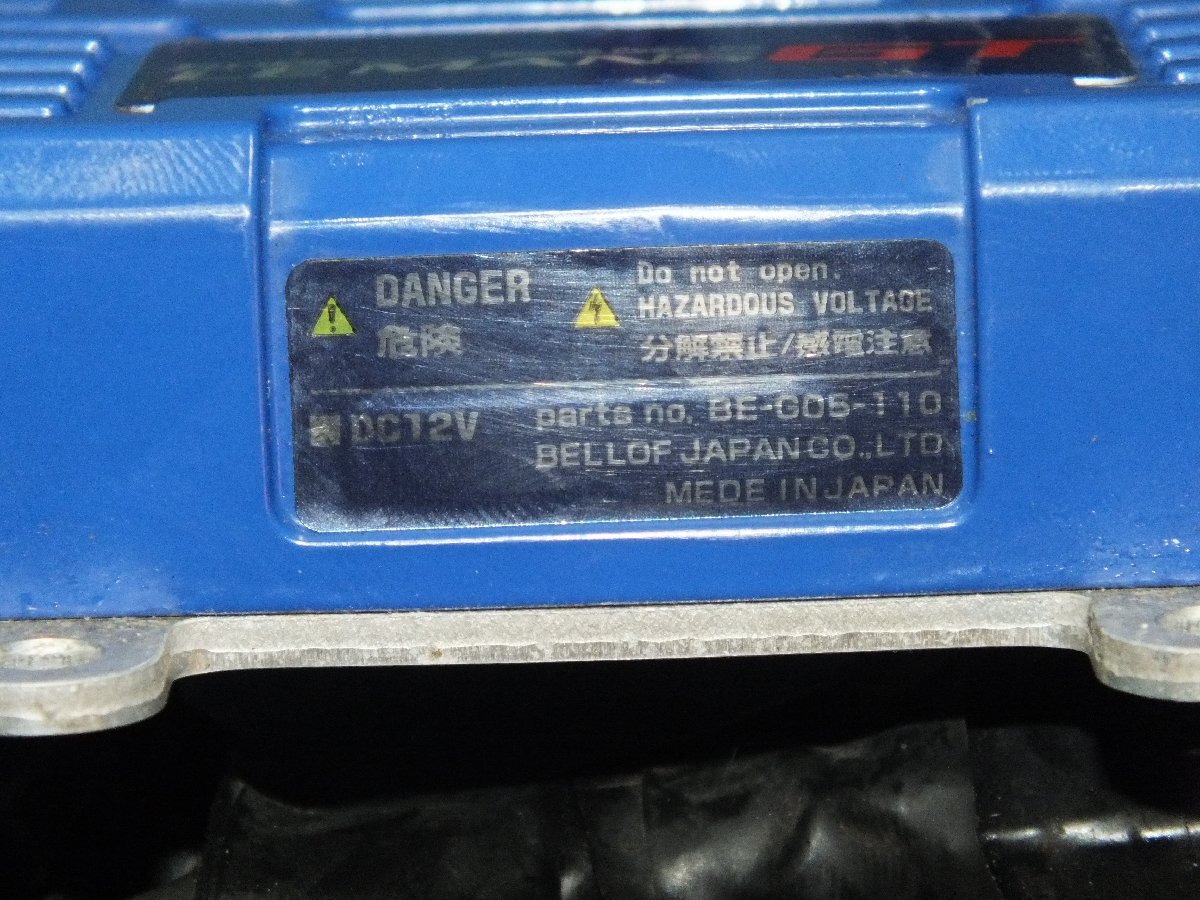 GT
DANGER
危険
Do not open.
HAZARDOUS VOLTAGE
分解禁止/感電注意
DC12V
parts no. BE-G05-110
BELLOF JAPAN CO.,LTD
MEDE IN JAPAN